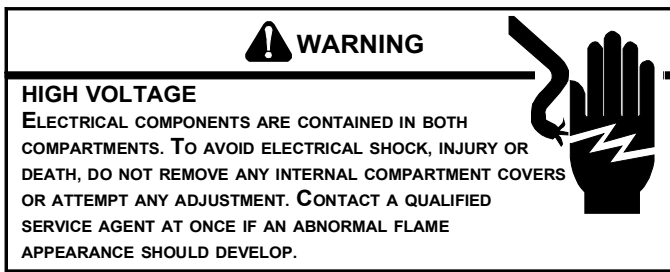 WARNING
HIGH VOLTAGE
ELECTRICAL COMPONENTS ARE CONTAINED IN BOTH
COMPARTMENTS. TO AVOID ELECTRICAL SHOCK, INJURY OR
DEATH, DO NOT REMOVE ANY INTERNAL COMPARTMENT COVERS
OR ATTEMPT ANY ADJUSTMENT. CONTACT A QUALIFIED
SERVICE AGENT AT ONCE IF AN ABNORMAL FLAME
APPEARANCE SHOULD DEVELOP.